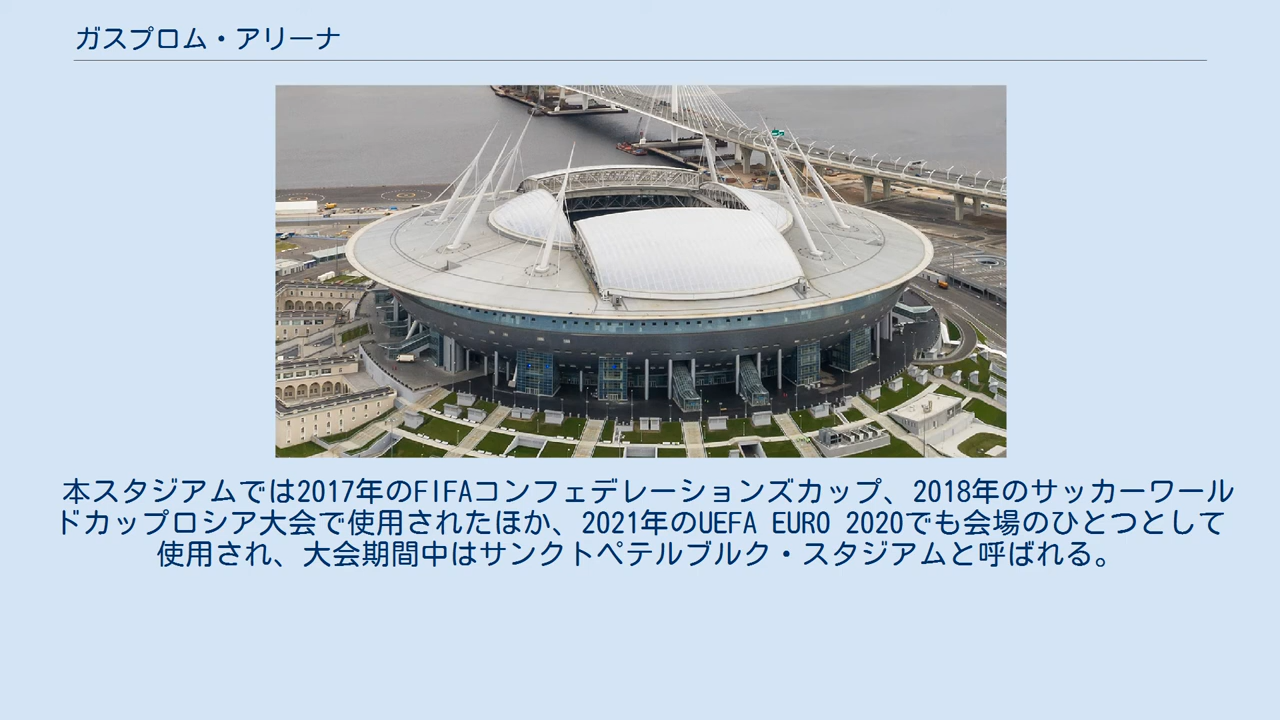 ガスプロム・アリーナ
本スタジアムでは2017年のFIFAコンフェデレーションズカップ、2018年のサッカーワール
ドカップロシア大会で使用されたほか、2021年のUEFA EURO 2020でも会場のひとつとして
使用され、大会期間中はサンクトペテルブルク・スタジアムと呼ばれる。